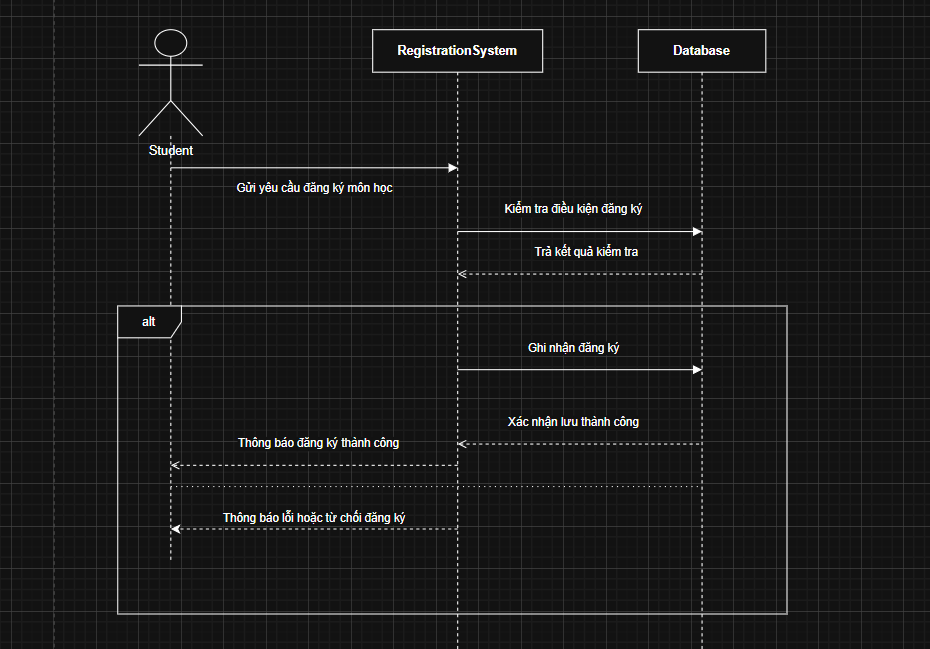 RegistrationSystem
Database
Student
Gửi yêu cầu đăng ký môn học
Kiểm tra điều kiện đăng ký
Trả kết quả kiểm tra
alt
Ghi nhận đăng ký
Xác nhận lưu thành công
Thông báo đăng ký thành công
Thông báo lỗi hoặc từ chối đăng ký